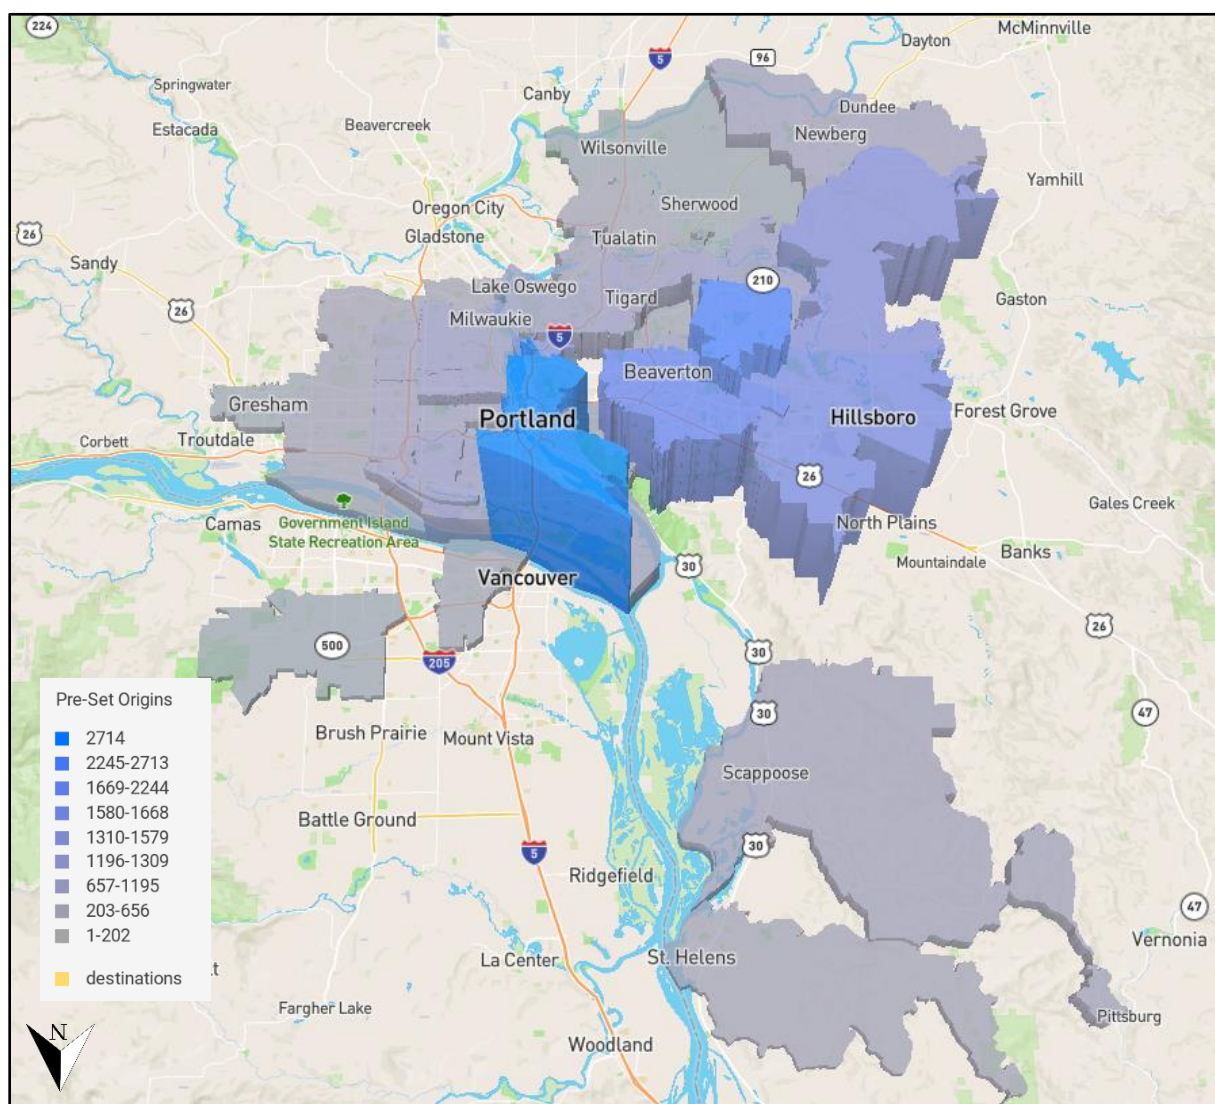 224
McMinnville
Dayton
5
96
Springwater
Canby
Dundee
Estacada
Beavercreek
Newberg
Wilsonville
Yamhill
Sherwood
Oregon City
26
Gladstone
Tualatin
Sandy
210
Lake Oswego
Tigard
Gaston
26
Milwaukie
5
Beaverton
Gresham
Portland
Hillsboro
Forest Grove
Corbett
Troutdale
26
Gales Creek
Camas
Government Island
State Recreation Area
North Plains
Banks
Mountaindale
30
Vancouver
26
500
205
30
Pre-Set Origins
2714
2245-2713
1669-2244
1580-1668
1310-1579
1196-1309
657-1195
203-656
1-202
destinations
30
47
Brush Prairie
Mount Vista
Scappoose
Battle Ground
30
5
Ridgefield
47
Vernonia
La Center
St. Helens
Fargher Lake
Pittsburg
Woodland
N